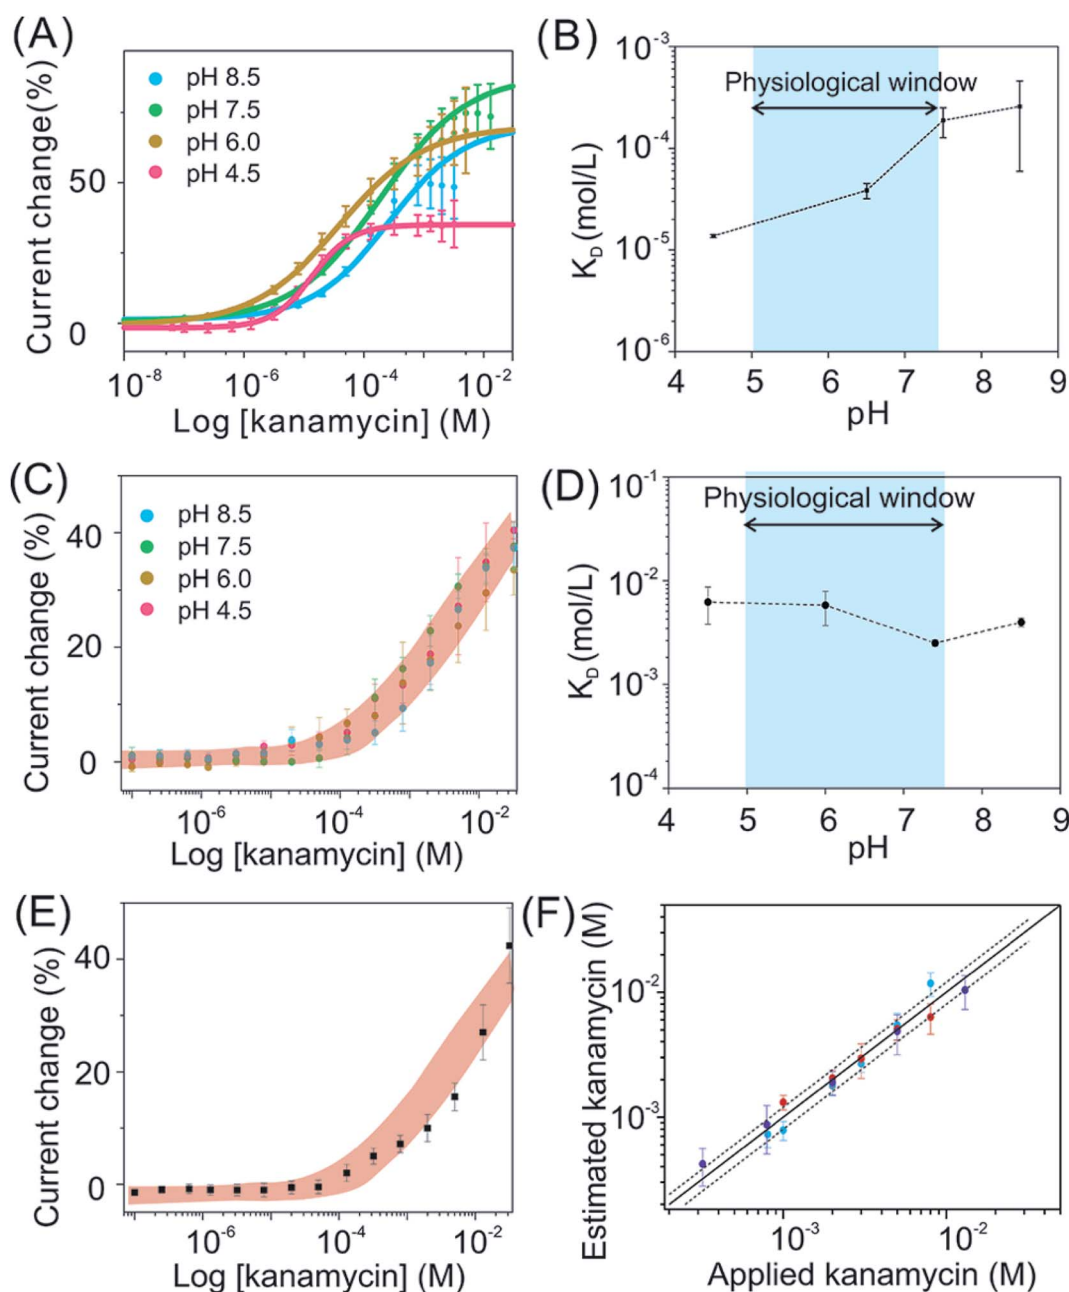 (A)
pH 8.5
pH 7.5
pH 6.0
pH 4.5
Current change(%)
50
0
10-8
10-6
10-4
10-2
Log [kanamycin] (M)
(B)
Physiological window
KD(mol/L)
10-3
10-4
10-5
10-6
4
5
6
7
8
9
pH
(C)
pH 8.5
pH 7.5
pH 6.0
pH 4.5
Current change (%)
40
20
0
10-6
10-4
10-2
Log [kanamycin] (M)
(D)
Physiological window
KD(mol/L)
10-1
10-2
10-3
10-4
4
5
6
7
8
9
pH
(E)
Current change (%)
40
20
0
10-6
10-4
10-2
Log [kanamycin] (M)
(F)
Estimated kanamycin (M)
10-2
10-3
10-3
10-2
Applied kanamycin (M)